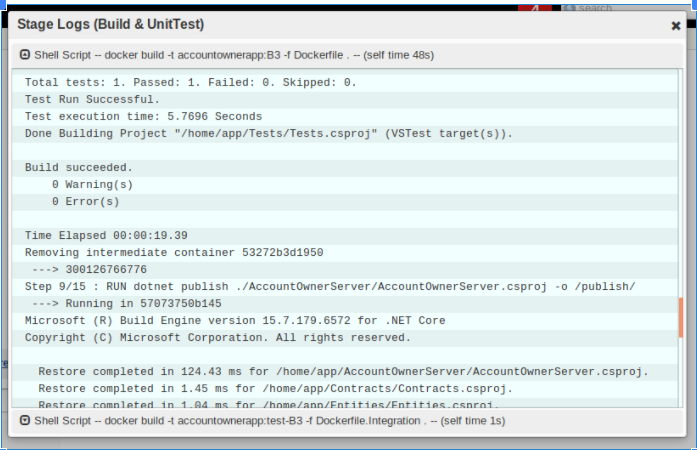 search
Stage Logs (Build & UnitTest)
Shell Script -- docker build -t accountownerapp:B3 -f Dockerfile . -- (self time 48s)
Total tests: 1. Passed: 1. Failed: 0. Skipped: 0.
Test Run Successful.
Test execution time: 5.7696 Seconds
Done Building Project "/home/app/Tests/Tests.csproj" (VSTest target(s)).
Build succeeded.
0 Warning(s)
0 Error(s)
Time Elapsed 00:00:19.39
Removing intermediate container 53272b3d1950
---> 300126766776
Step 9/15 : RUN dotnet publish ./AccountOwnerServer/AccountOwnerServer.csproj -o /publish/
---> Running in 57073750b145
Microsoft (R) Build Engine version 15.7.179.6572 for .NET Core
Copyright (C) Microsoft Corporation. All rights reserved.
Restore completed in 124.43 ms for /home/app/AccountOwnerServer/AccountOwnerServer.csproj.
Restore completed in 1.45 ms for /home/app/Contracts/Contracts.csproj.
Restore completed in 1.04 ms for /home/app/Entities/Entities.csproj.
Shell Script -- docker build -t accountownerapp:test-B3 -f Dockerfile.Integration . -- (self time 1s)